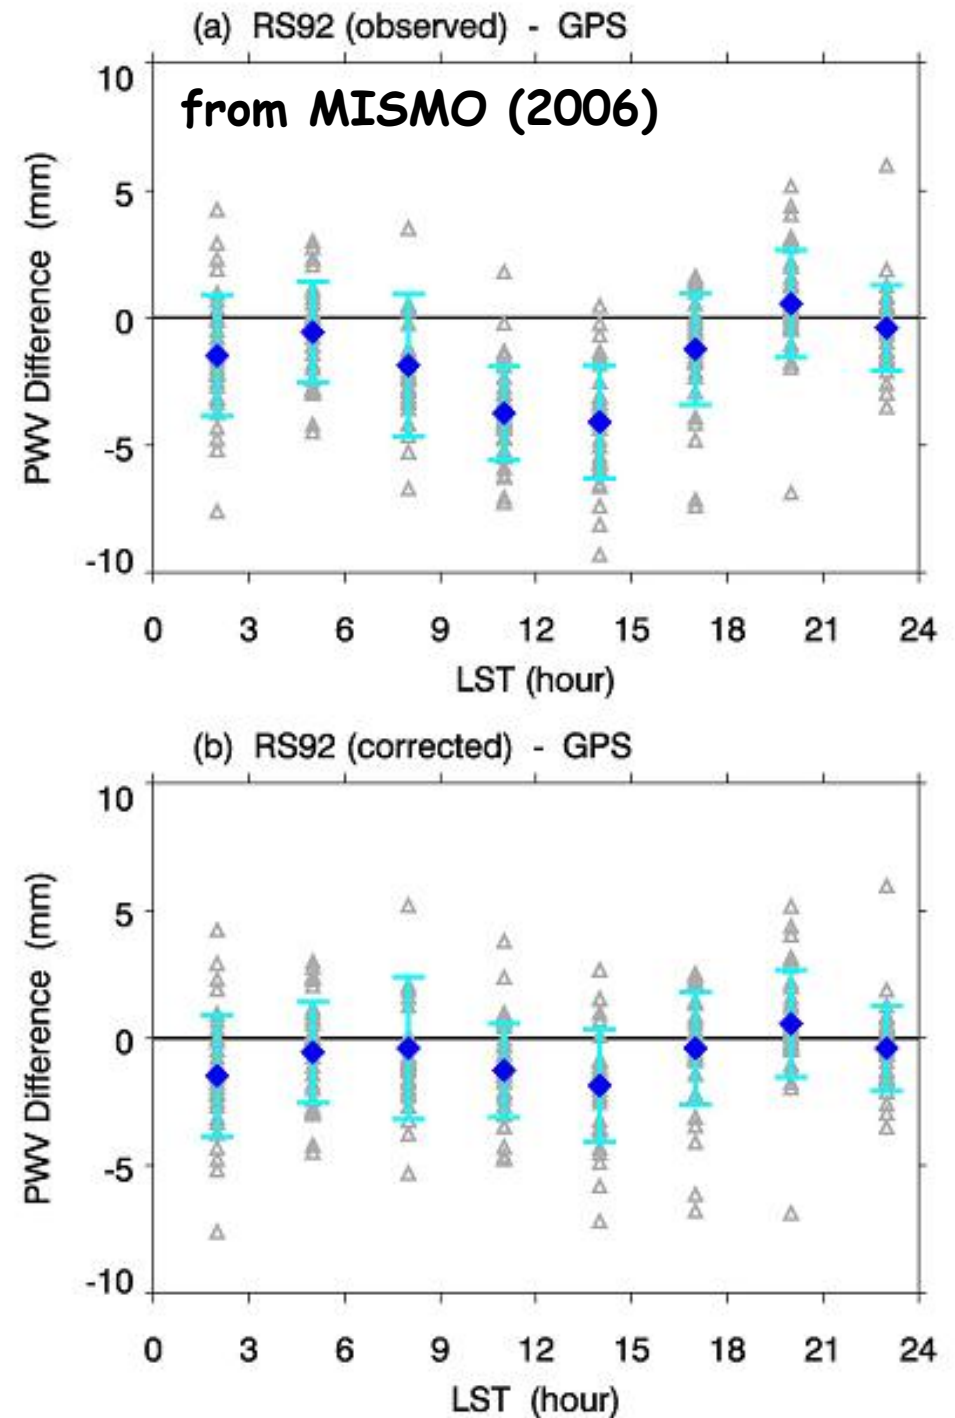 (a) RS92 (observed) - GPS
from MISMO (2006)
10
5
0
-5
-10
PWV Difference (mm)
0 3 6 9 12 15 18 21 24
LST (hour)
(b) RS92 (corrected) - GPS
10
5
0
-5
-10
PWV Difference (mm)
0 3 6 9 12 15 18 21 24
LST (hour)